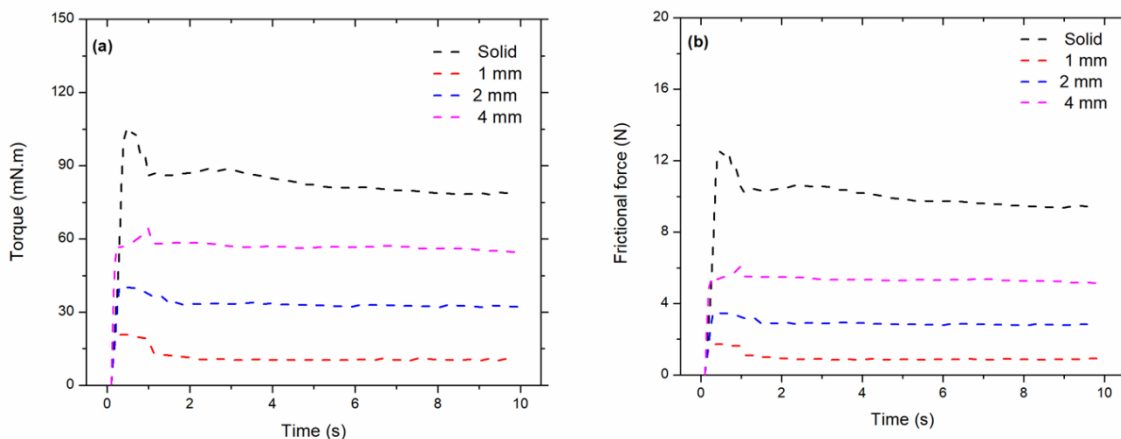 (a)
Solid
1 mm
2 mm
4 mm
Torque (mN.m)
150
120
90
60
30
0
0 2 4 6 8 10
Time (s)
(b)
Solid
1 mm
2 mm
4 mm
Frictional force (N)
20
16
12
8
4
0
0 2 4 6 8 10
Time (s)